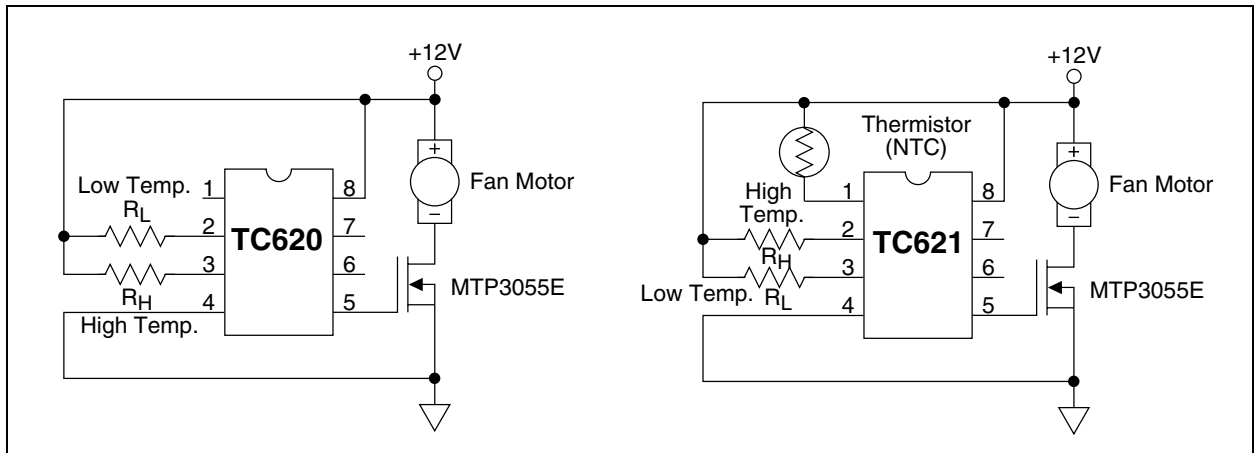 +12V
Low Temp.
1
8
RL
2
7
TC620
3
6
RH
4
5
High Temp.
+
Fan Motor
−
MTP3055E
+12V
Thermistor
(NTC)
1
8
High
Temp.
2
7
RH
TC621
3
6
Low Temp.
RL
4
5
+
Fan Motor
−
MTP3055E